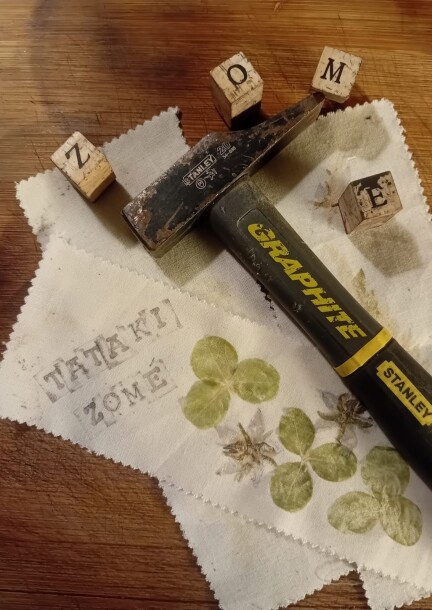 Z
O
M
E
STANLEY
GRAPHITE
STANLEY
TATAKI
ZOMÉ